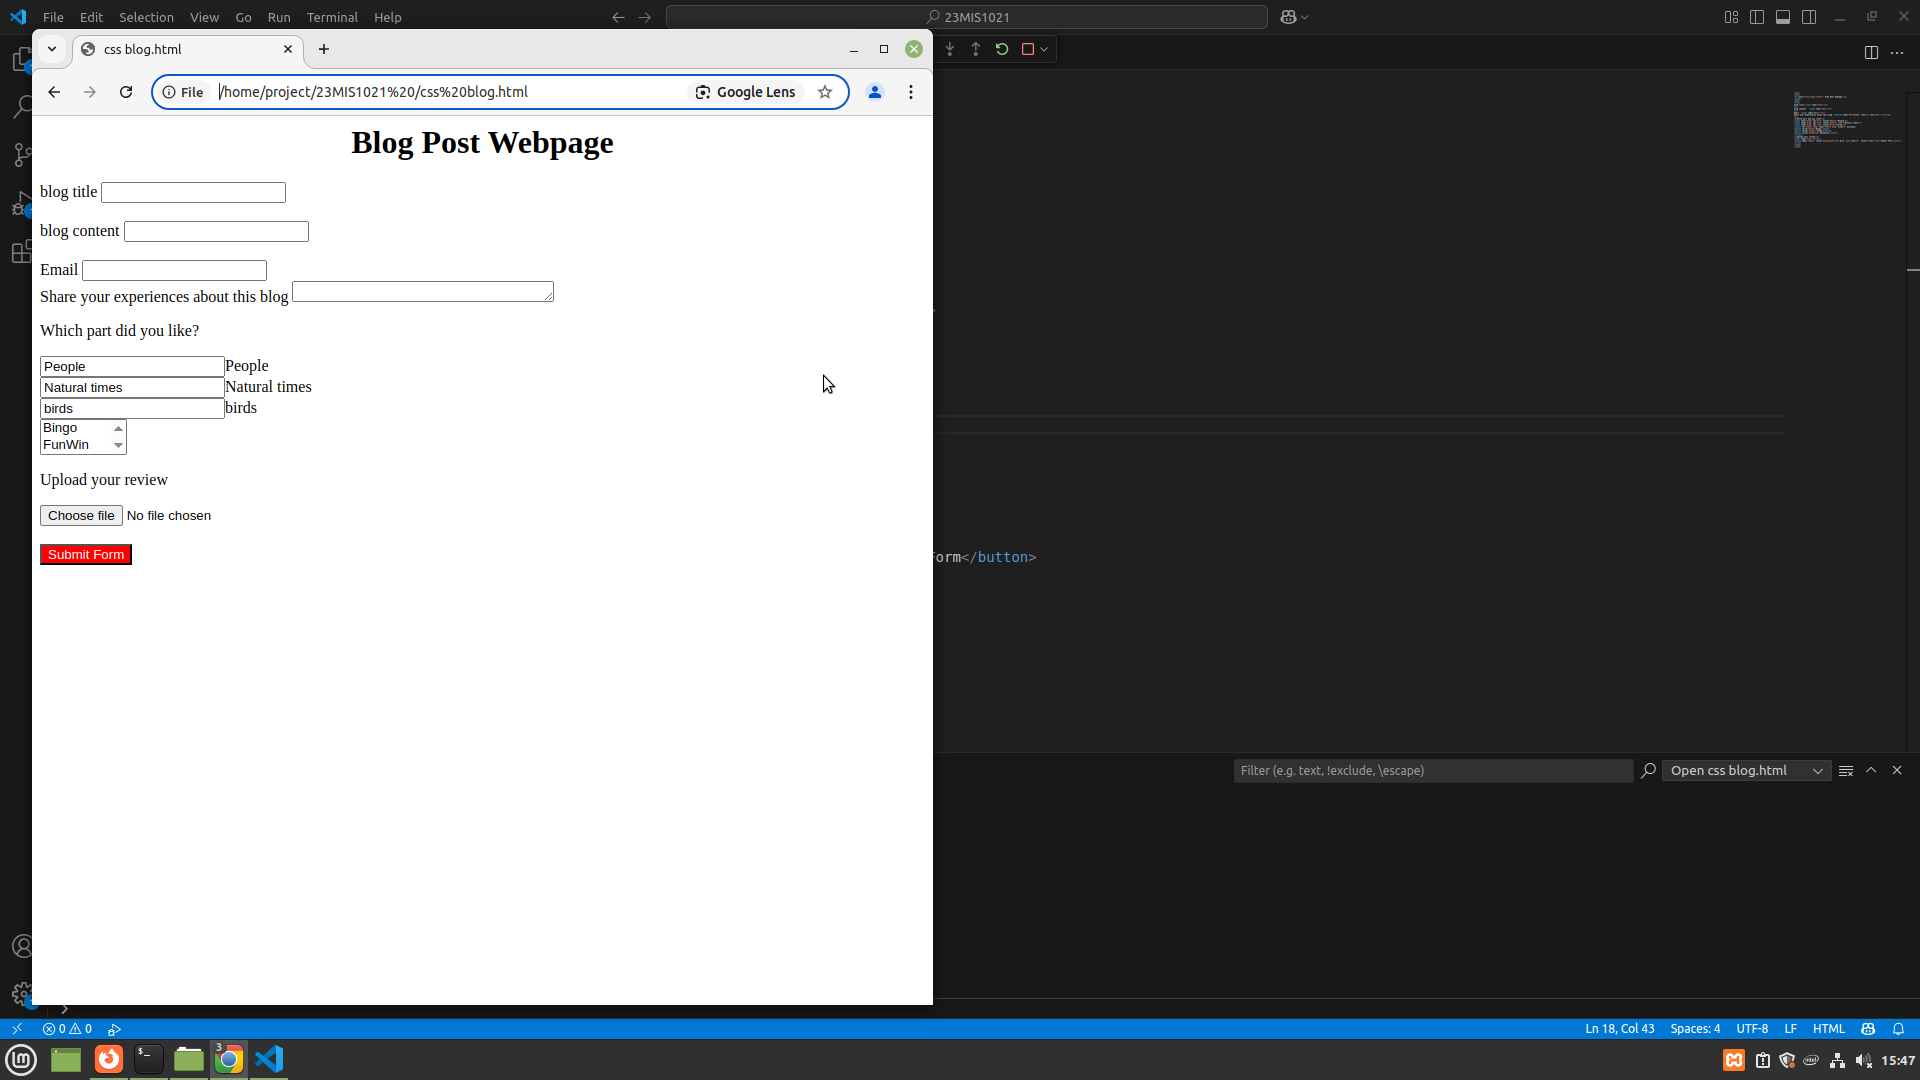 File Edit Selection View Go Run Terminal Help
23MIS1021
css blog.html
File /home/project/23MIS1021%20/css%20blog.html Google Lens
Blog Post Webpage
blog title
blog content
Email
Share your experiences about this blog
Which part did you like?
People People
Natural times Natural times
birds birds
Bingo
FunWin
Upload your review
Choose file No file chosen
Submit Form
orm</button>
Filter (e.g. text, !exclude, \escape)
Open css blog.html
0 0
Ln 18, Col 43 Spaces: 4 UTF-8 LF HTML
3
15:47